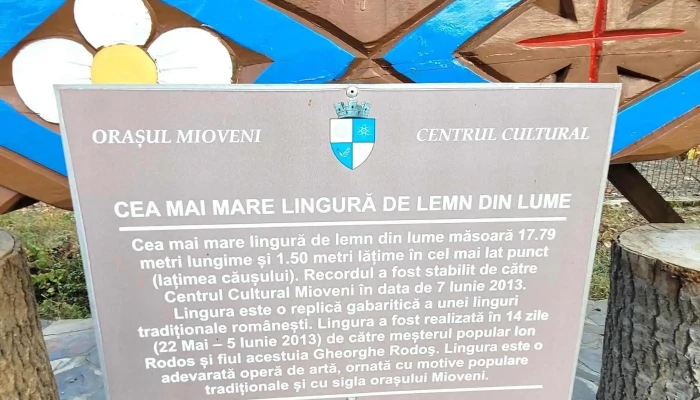 ORAȘUL MIOVENI
CENTRUL CULTURAL
CEA MAI MARE LINGURĂ DE LEMN DIN LUME
Cea mai mare lingură de lemn din lume măsoară 17.79
metri lungime și 1.50 metri lățime în cel mai lat punct
(lațimea căușului). Recordul a fost stabilit de către
Centrul Cultural Mioveni în data de 7 Iunie 2013.
Lingura este o replică gabaritică a unei linguri
tradiționale românești. Lingura a fost realizată în 14 zile
(22 Mai – 5 Iunie 2013) de către meșterul popular Ion
Rodos și fiul acestuia Gheorghe Rodoș. Lingura este o
adevarată operă de artă, ornată cu motive populare
tradiționale și cu sigla orașului Mioveni.